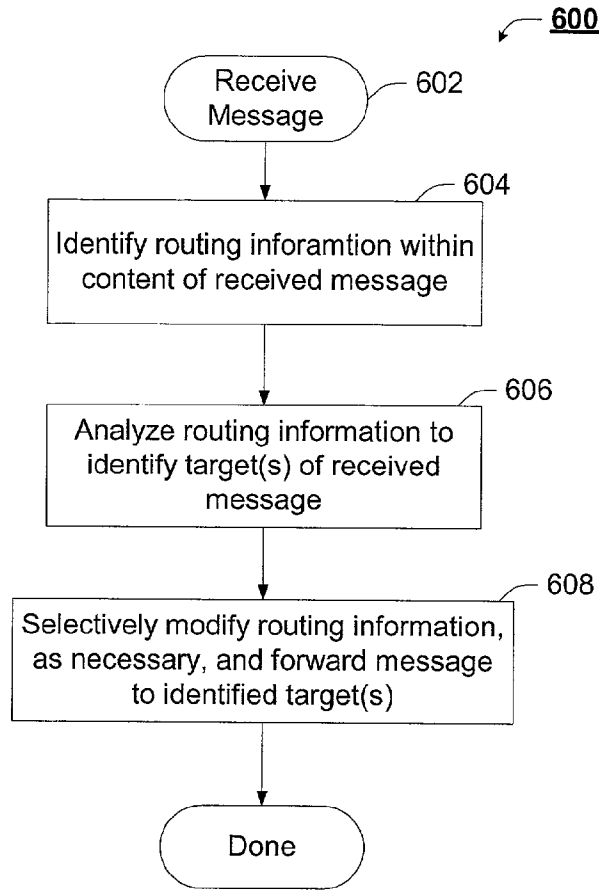 600
Receive
Message
602
604
Identify routing inforamtion within
content of received message
606
Analyze routing information to
identify target(s) of received
message
608
Selectively modify routing information,
as necessary, and forward message
to identified target(s)
Done